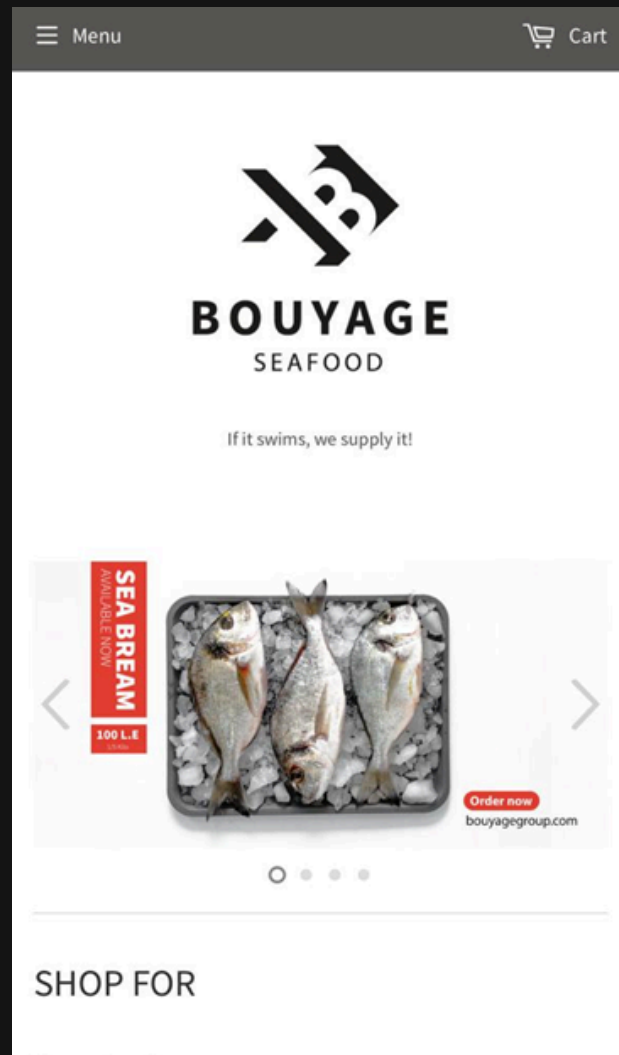 Menu
Cart
B
BOUYAGE
SEAFOOD
If it swims, we supply it!
SEA BREAM
AVAILABLE NOW
100 L.E
Order now
bouyagegroup.com
SHOP FOR